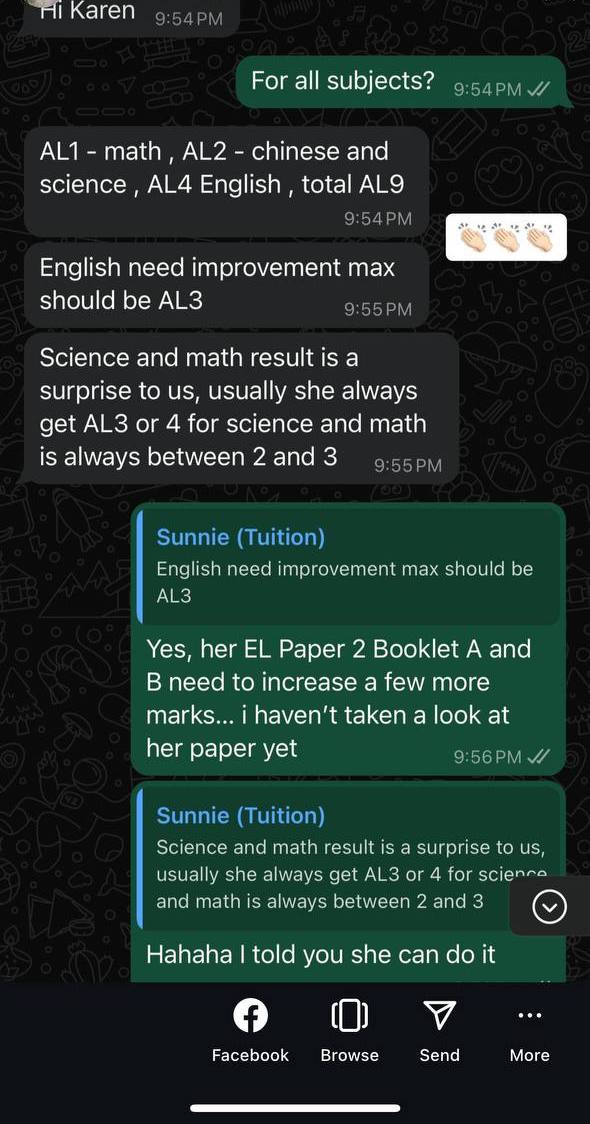 Hi Karen 9:54 PM
For all subjects? 9:54 PM
AL1 - math , AL2 - chinese and
science , AL4 English , total AL9
9:54 PM
English need improvement max
should be AL3 9:55 PM
Science and math result is a
surprise to us, usually she always
get AL3 or 4 for science and math
is always between 2 and 3 9:55 PM
Sunnie (Tuition)
English need improvement max should be
AL3
Yes, her EL Paper 2 Booklet A and
B need to increase a few more
marks... i haven’t taken a look at
her paper yet 9:56 PM
Sunnie (Tuition)
Science and math result is a surprise to us,
usually she always get AL3 or 4 for science
and math is always between 2 and 3
Hahaha I told you she can do it
Facebook Browse Send More